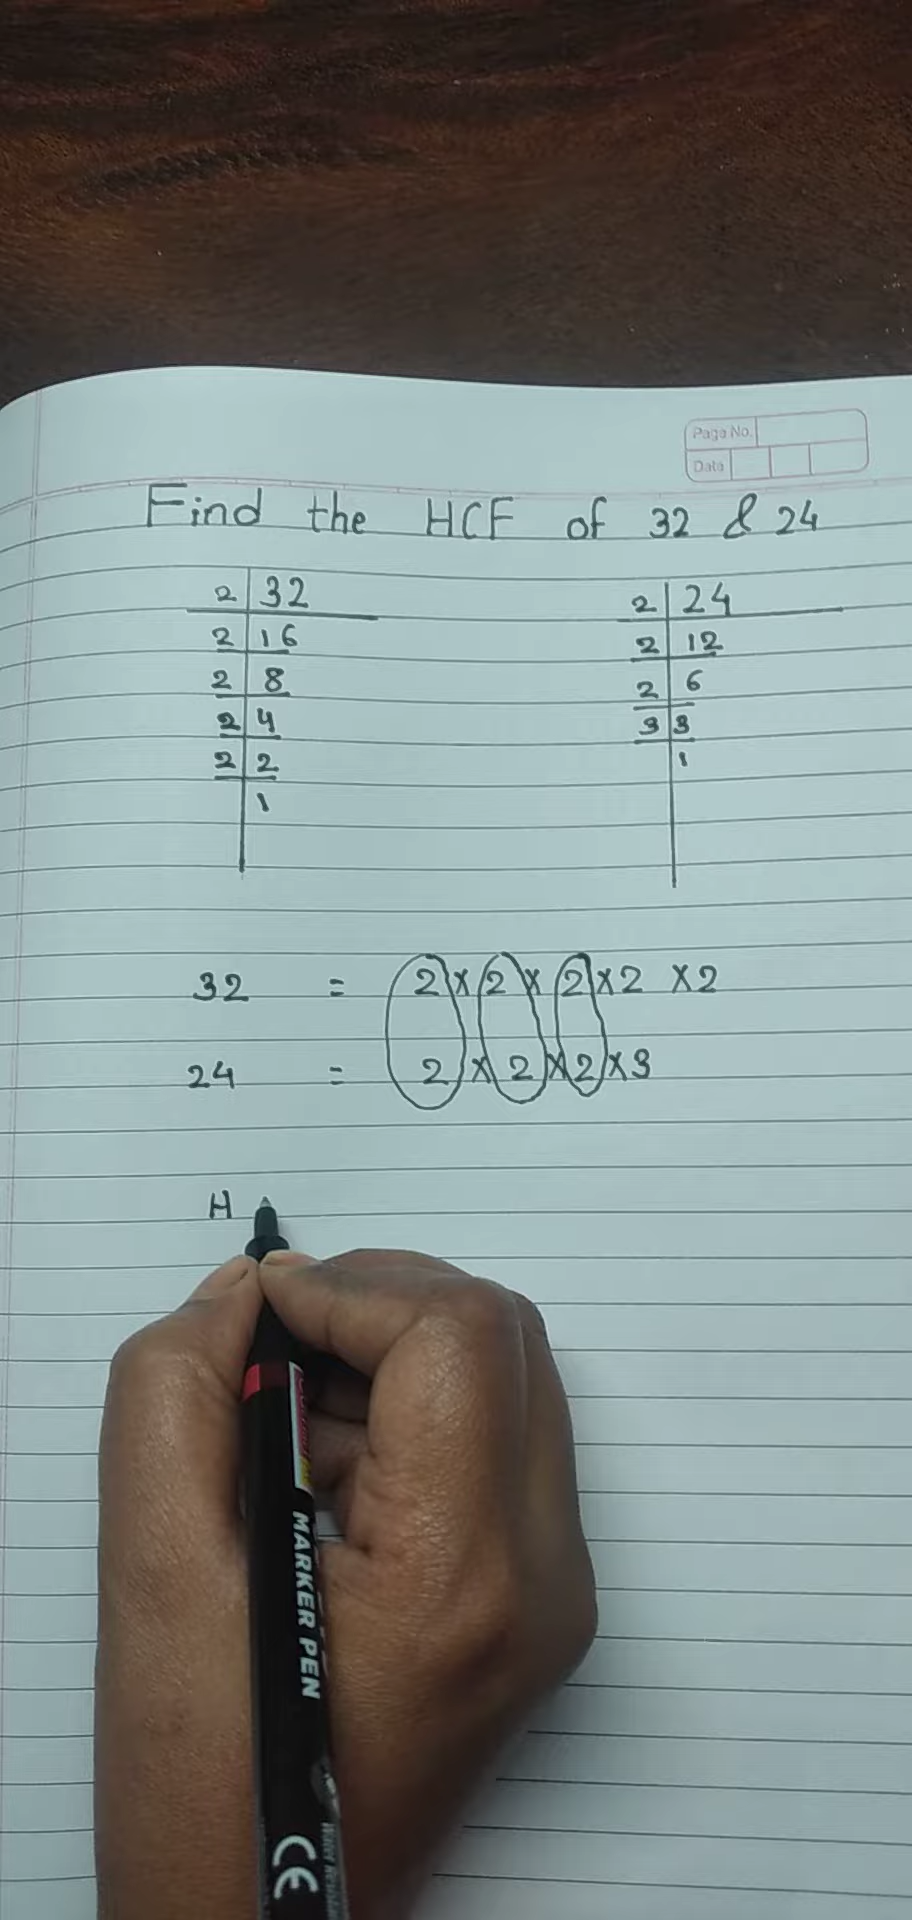 Page No.
Date
Find the HCF of 32 & 24
2 32
2 16
2 8
2 4
2 2
1
2 24
2 12
2 6
3 3
1
32 = 2 × 2 × 2 × 2 × 2
24 = 2 × 2 × 2 × 3
H
MARKER PEN
CE